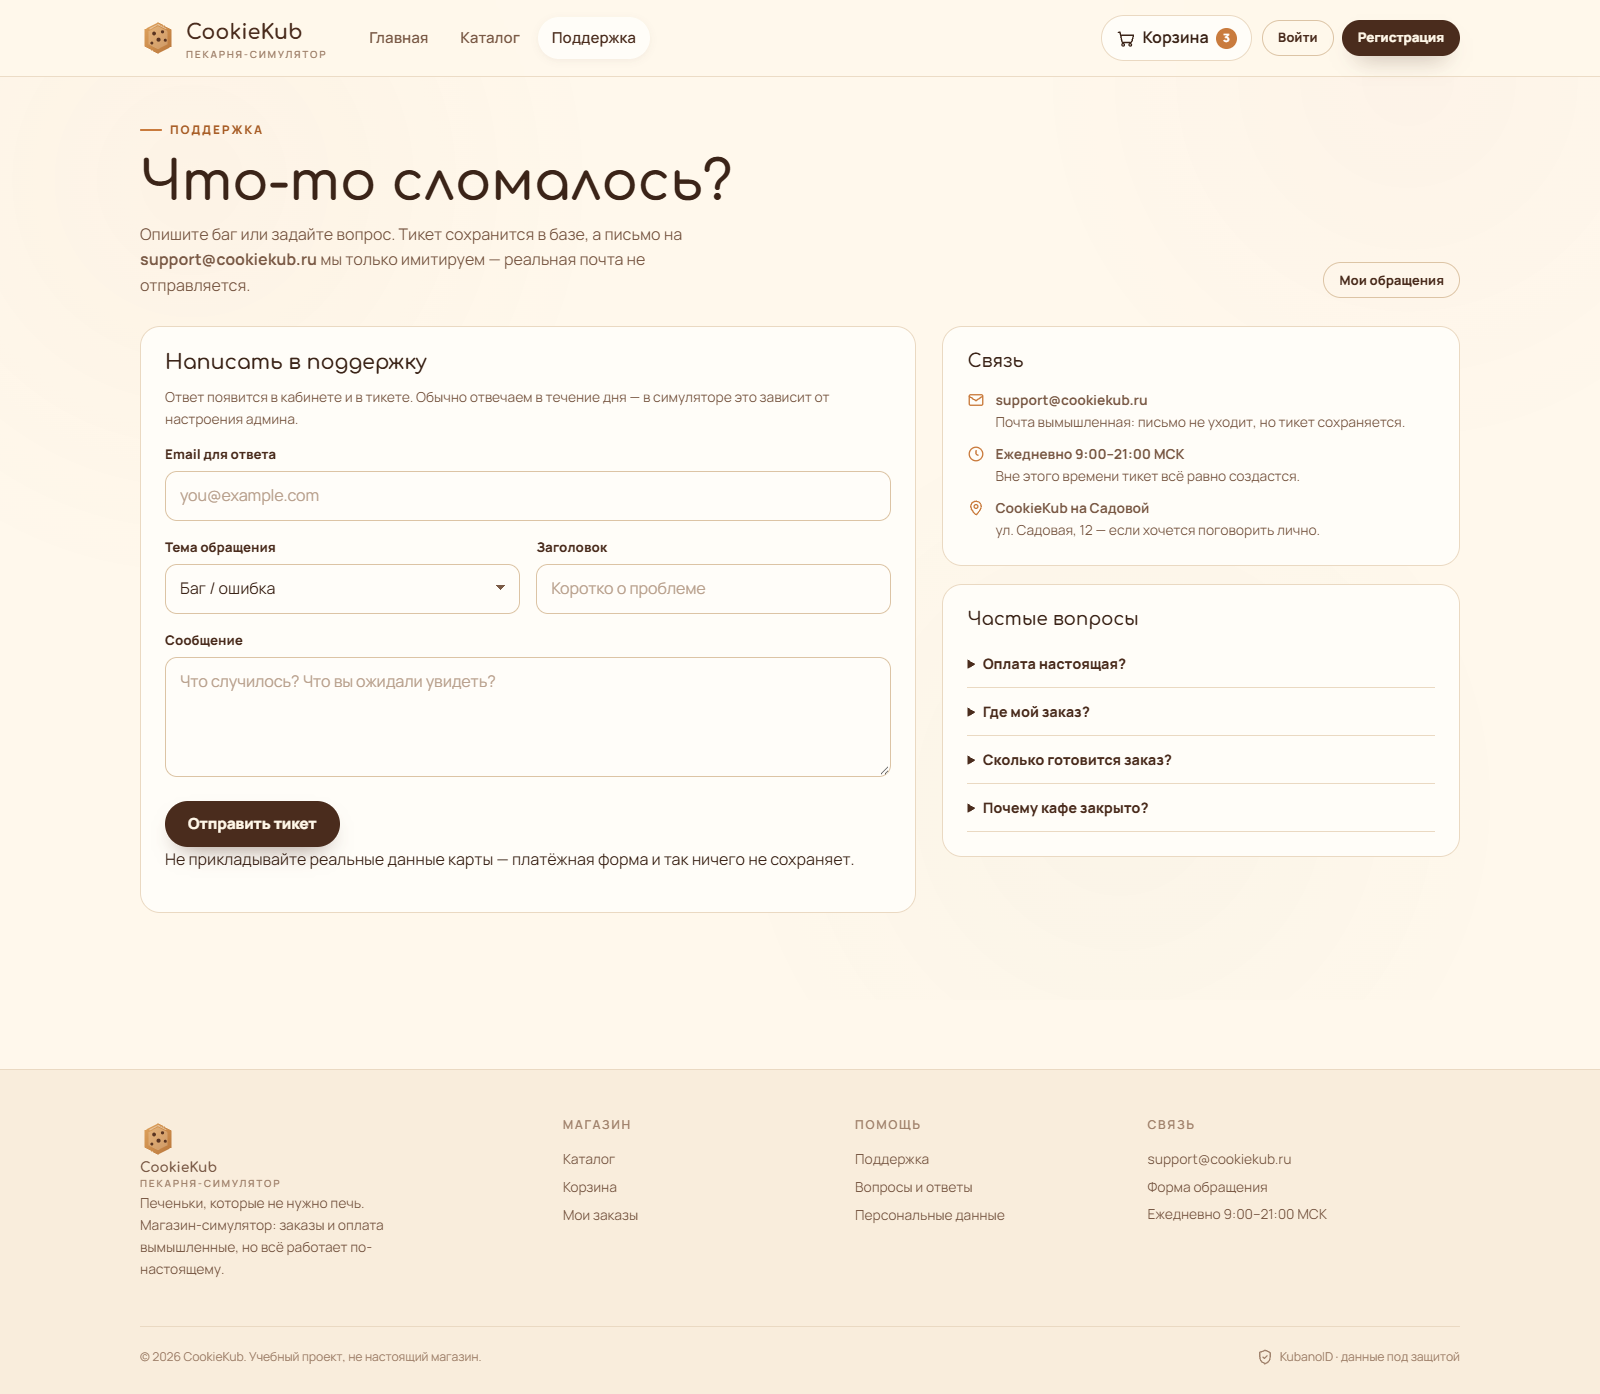 CookieKub
ПЕКАРНЯ-СИМУЛЯТОР
Главная
Каталог
Поддержка
Корзина 3
Войти
Регистрация
ПОДДЕРЖКА
Что-то сломалось?
Опишите баг или задайте вопрос. Тикет сохранится в базе, а письмо на
support@cookiekub.ru мы только имитируем — реальная почта не
отправляется.
Мои обращения
Написать в поддержку
Ответ появится в кабинете и в тикете. Обычно отвечаем в течение дня — в симуляторе это зависит от
настроения админа.
Email для ответа
you@example.com
Тема обращения
Заголовок
Баг / ошибка
Коротко о проблеме
Сообщение
Что случилось? Что вы ожидали увидеть?
Отправить тикет
Не прикладывайте реальные данные карты — платёжная форма и так ничего не сохраняет.
Связь
support@cookiekub.ru
Почта вымышленная: письмо не уходит, но тикет сохраняется.
Ежедневно 9:00–21:00 МСК
Вне этого времени тикет всё равно создастся.
CookieKub на Садовой
ул. Садовая, 12 — если хочется поговорить лично.
Частые вопросы
Оплата настоящая?
Где мой заказ?
Сколько готовится заказ?
Почему кафе закрыто?
CookieKub
ПЕКАРНЯ-СИМУЛЯТОР
Печеньки, которые не нужно печь.
Магазин-симулятор: заказы и оплата
вымышленные, но всё работает по-
настоящему.
МАГАЗИН
Каталог
Корзина
Мои заказы
ПОМОЩЬ
Поддержка
Вопросы и ответы
Персональные данные
СВЯЗЬ
support@cookiekub.ru
Форма обращения
Ежедневно 9:00–21:00 МСК
© 2026 CookieKub. Учебный проект, не настоящий магазин.
KubanoID · данные под защитой